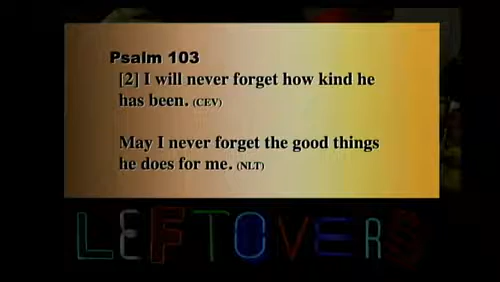 Psalm 103
[2] I will never forget how kind he
has been. (CEV)
May I never forget the good things
he does for me. (NLT)
LEFTOVERS